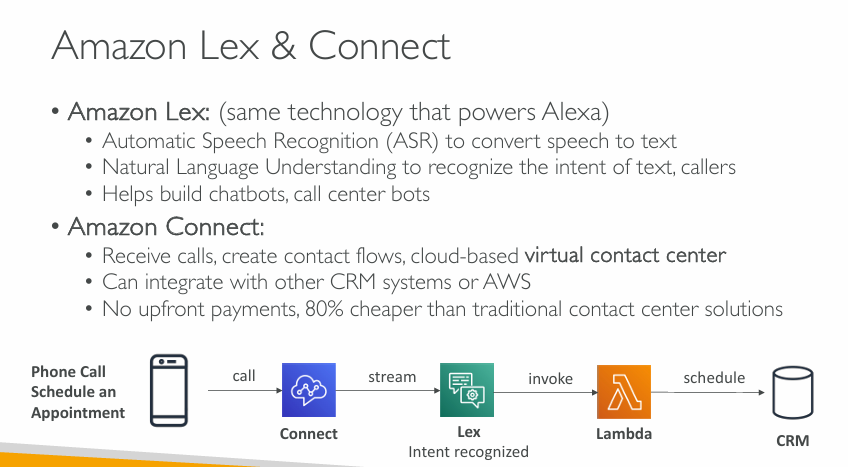 Amazon Lex & Connect
• Amazon Lex: (same technology that powers Alexa)
• Automatic Speech Recognition (ASR) to convert speech to text
• Natural Language Understanding to recognize the intent of text, callers
• Helps build chatbots, call center bots
• Amazon Connect:
• Receive calls, create contact flows, cloud-based virtual contact center
• Can integrate with other CRM systems or AWS
• No upfront payments, 80% cheaper than traditional contact center solutions
Phone Call
Schedule an
Appointment
call
Connect
stream
Lex
Intent recognized
invoke
Lambda
schedule
CRM